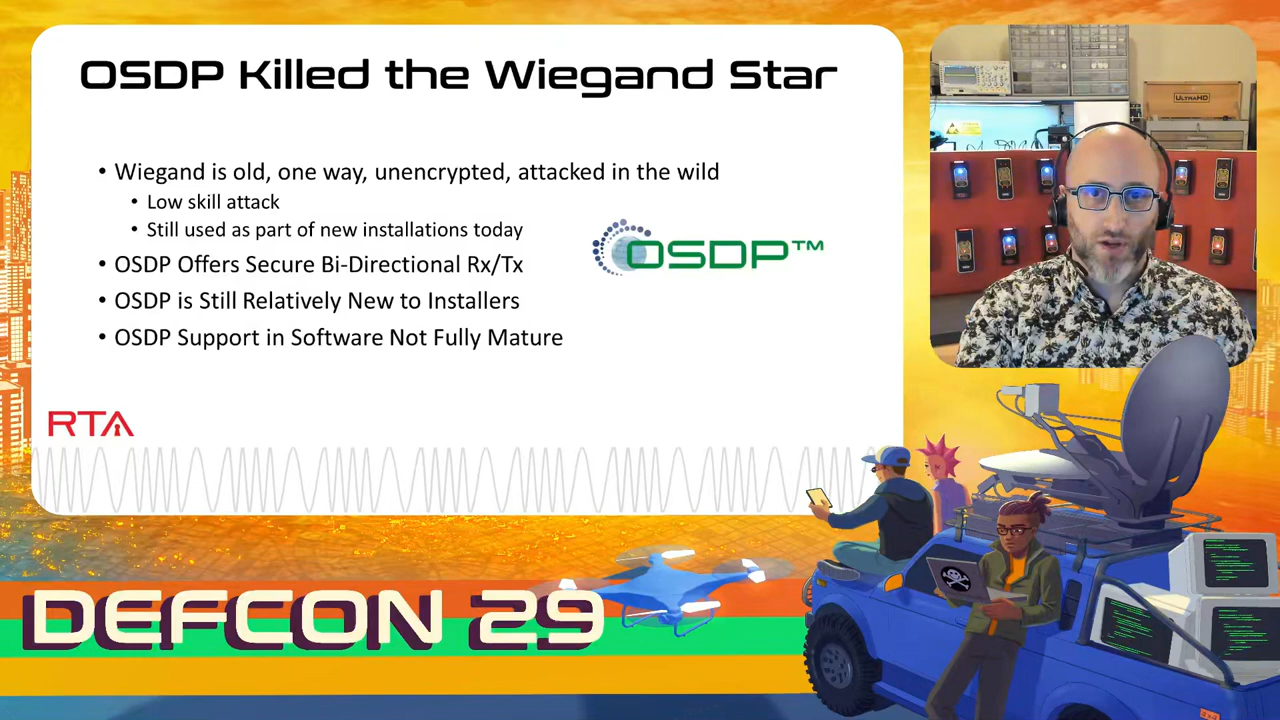 OSDP Killed the Wiegand Star
• Wiegand is old, one way, unencrypted, attacked in the wild
• Low skill attack
• Still used as part of new installations today
• OSDP Offers Secure Bi-Directional Rx/Tx
• OSDP is Still Relatively New to Installers
• OSDP Support in Software Not Fully Mature
OSDP™
RTA
ULTRAHD
DEFCON 29